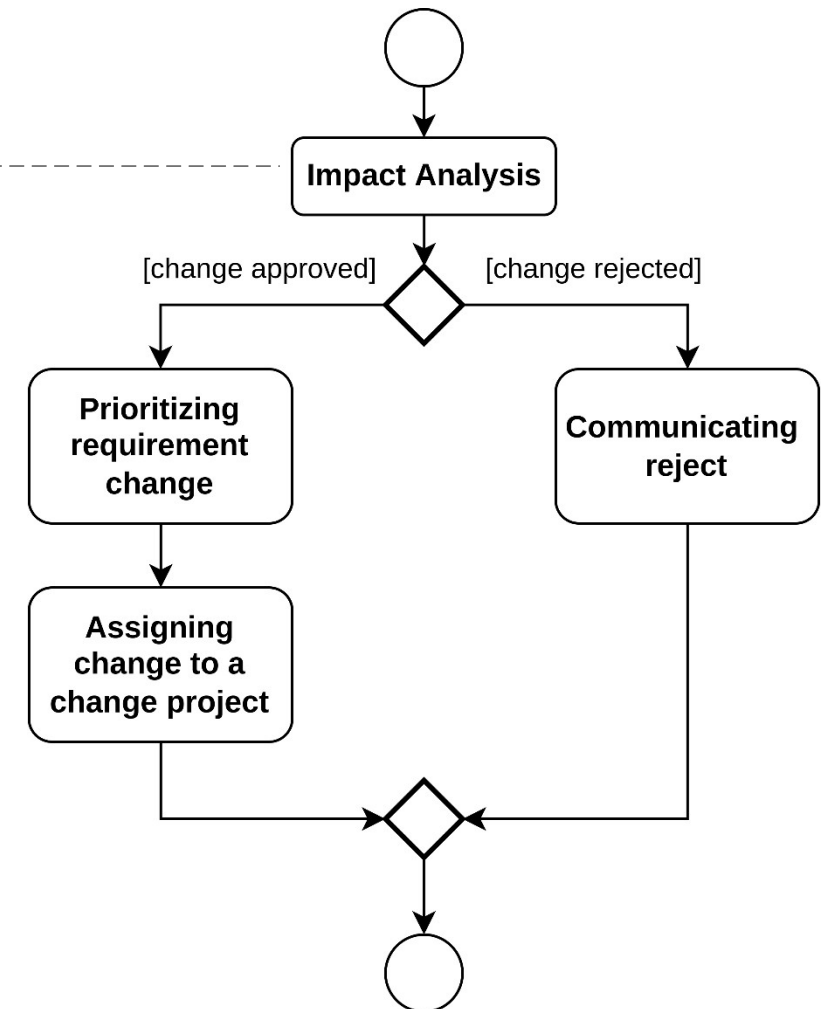 Impact Analysis
[change approved]
[change rejected]
Prioritizing
requirement
change
Communicating
reject
Assigning
change to a
change project